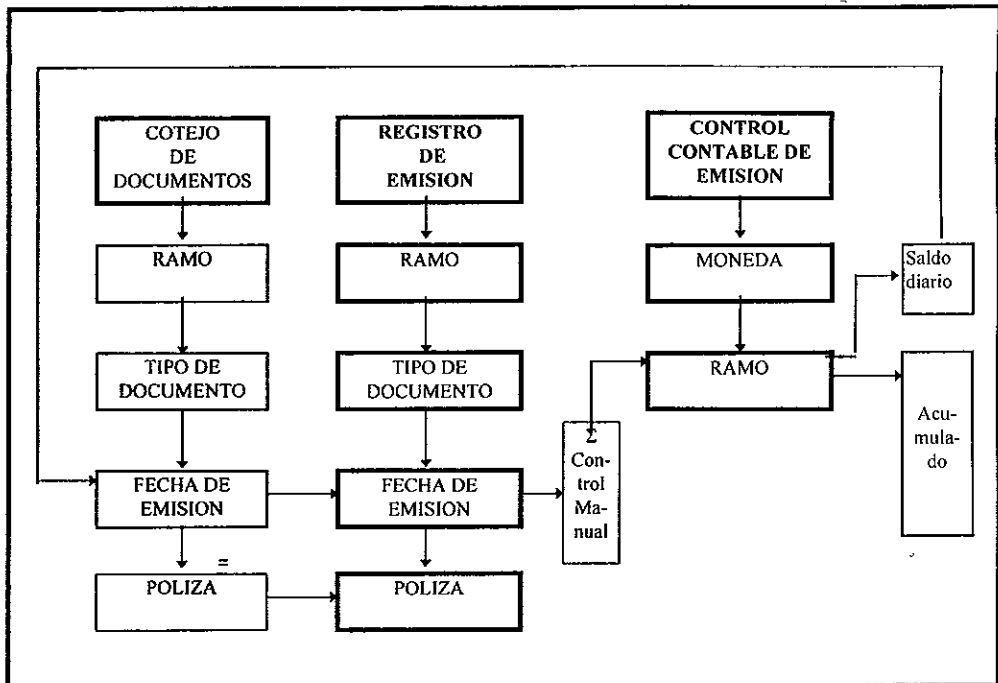 COTEJO
DE
DOCUMENTOS
REGISTRO
DE
EMISION
CONTROL
CONTABLE DE
EMISION
RAMO
RAMO
MONEDA
Saldo
diario
TIPO DE
DOCUMENTO
TIPO DE
DOCUMENTO
RAMO
Acu-
mula-
do
Σ
Con-
trol
Ma-
nual
FECHA DE
EMISION
FECHA DE
EMISION
=
POLIZA
POLIZA